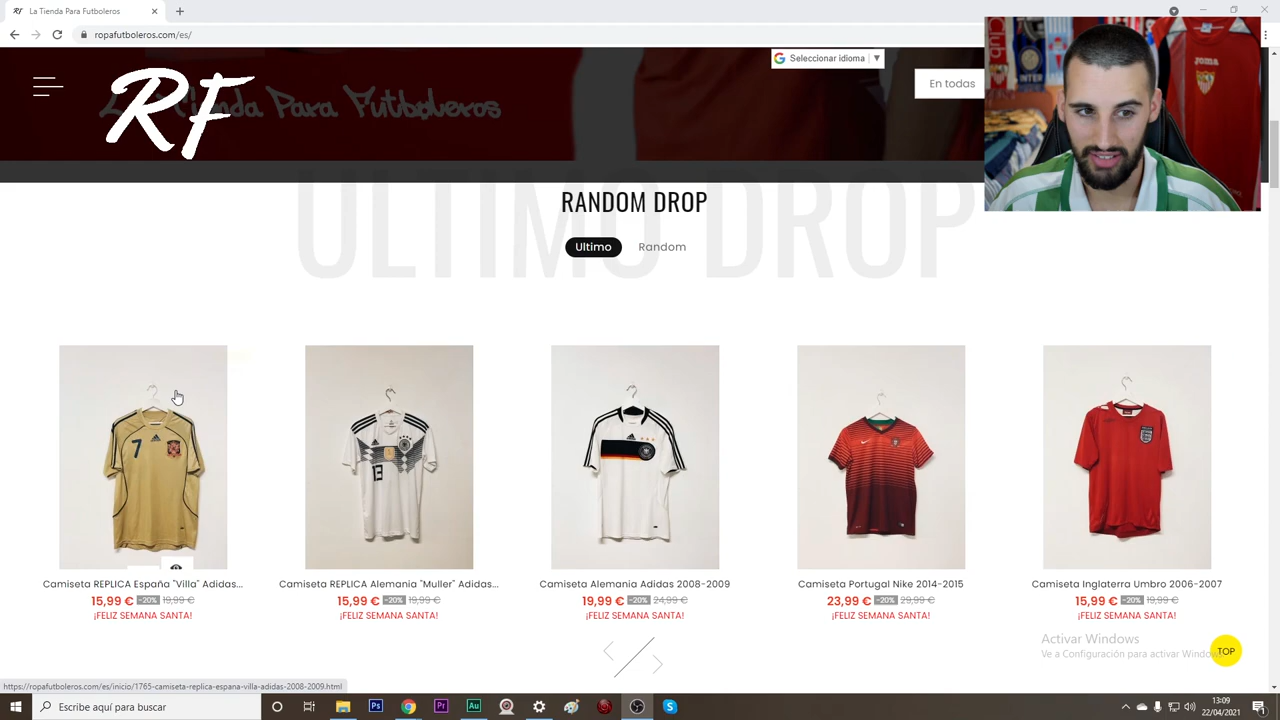 La Tienda Para Futboleros
ropafutboleros.com/es/
Seleccionar idioma ▼
RF
La Tienda Para Futboleros
En todas
Joma
ULTIMO DROP
RANDOM DROP
Ultimo
Random
7
13
Camiseta REPLICA España "Villa" Adidas...
15,99 € -20% 19,99 €
¡FELIZ SEMANA SANTA!
Camiseta REPLICA Alemania "Muller" Adidas...
15,99 € -20% 19,99 €
¡FELIZ SEMANA SANTA!
Camiseta Alemania Adidas 2008-2009
19,99 € -20% 24,99 €
¡FELIZ SEMANA SANTA!
Camiseta Portugal Nike 2014-2015
23,99 € -20% 29,99 €
¡FELIZ SEMANA SANTA!
Camiseta Inglaterra Umbro 2006-2007
15,99 € -20% 19,99 €
¡FELIZ SEMANA SANTA!
Activar Windows
Ve a Configuración para activar Windows
TOP
https://ropafutboleros.com/es/inicio/1765-camiseta-replica-espana-villa-adidas-2008-2009.html
Escribe aquí para buscar
13:09
22/04/2021